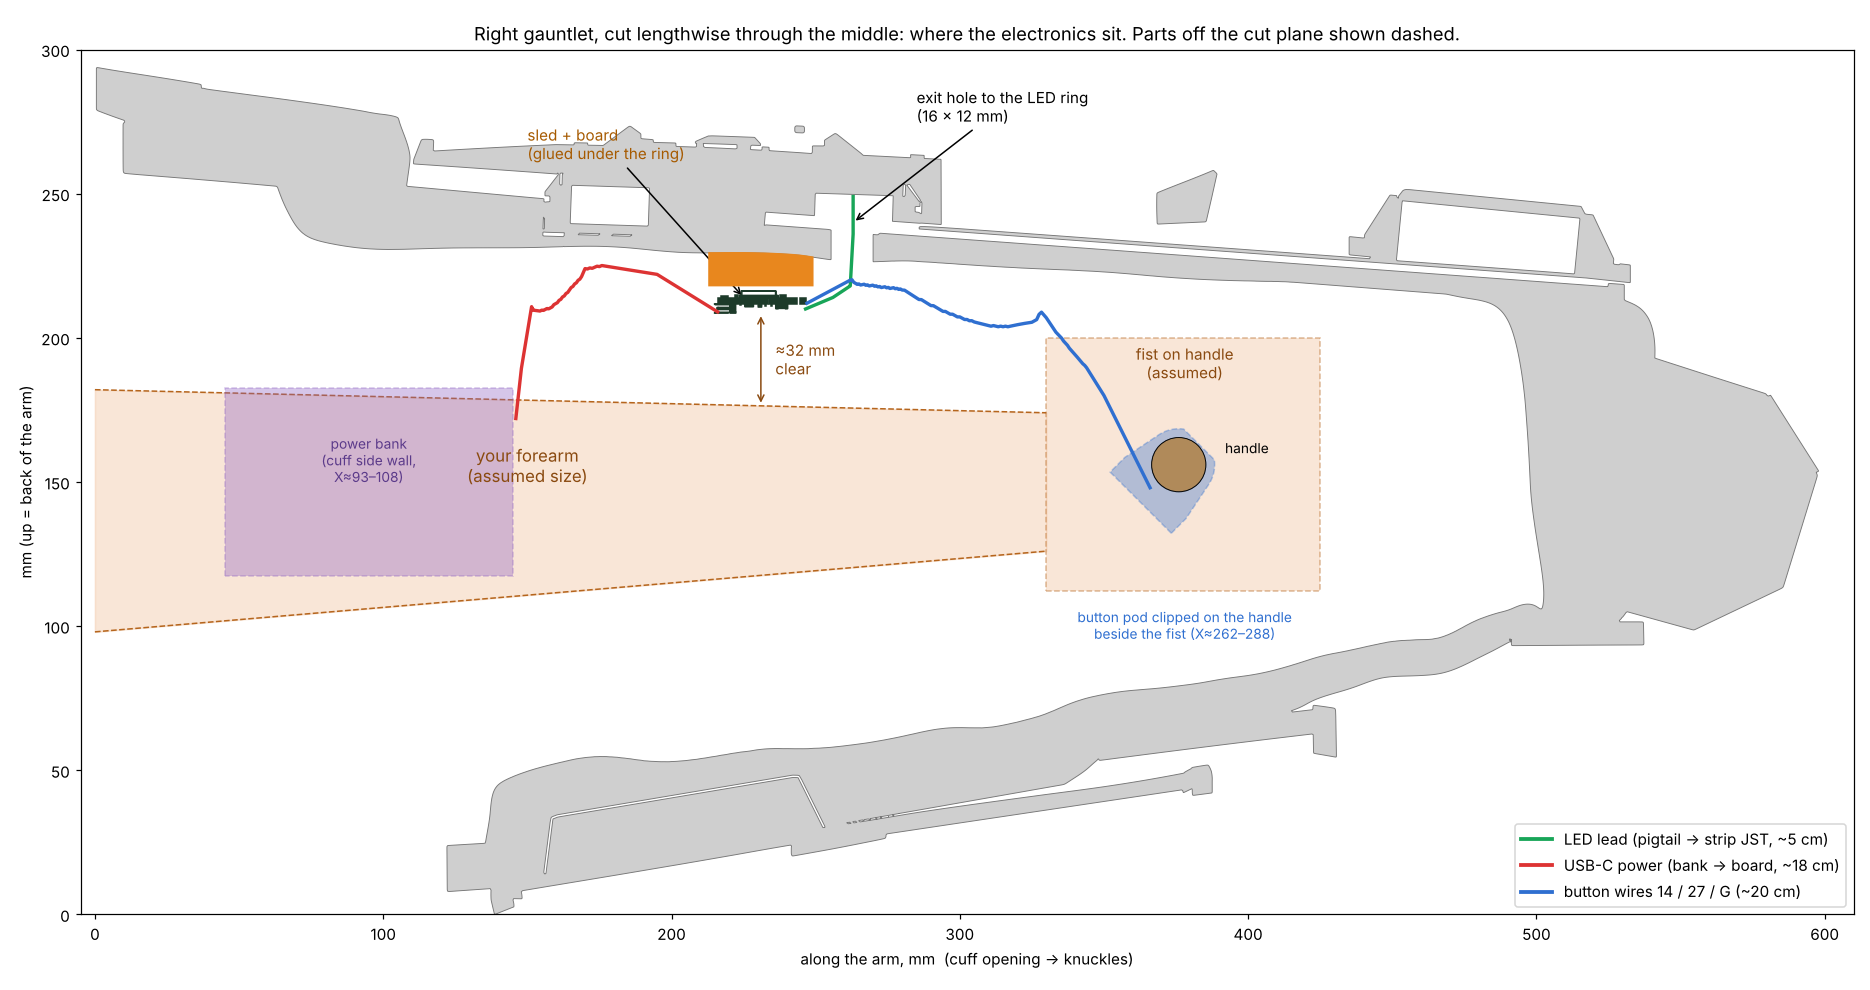 Right gauntlet, cut lengthwise through the middle: where the electronics sit. Parts off the cut plane shown dashed.
300
250
200
150
100
50
0
mm (up = back of the arm)
exit hole to the LED ring
(16 × 12 mm)
sled + board
(glued under the ring)
≈32 mm
clear
fist on handle
(assumed)
power bank
(cuff side wall,
X≈93–108)
your forearm
(assumed size)
handle
button pod clipped on the handle
beside the fist (X≈262–288)
LED lead (pigtail → strip JST, ~5 cm)
USB-C power (bank → board, ~18 cm)
button wires 14 / 27 / G (~20 cm)
0
100
200
300
400
500
600
along the arm, mm  (cuff opening → knuckles)